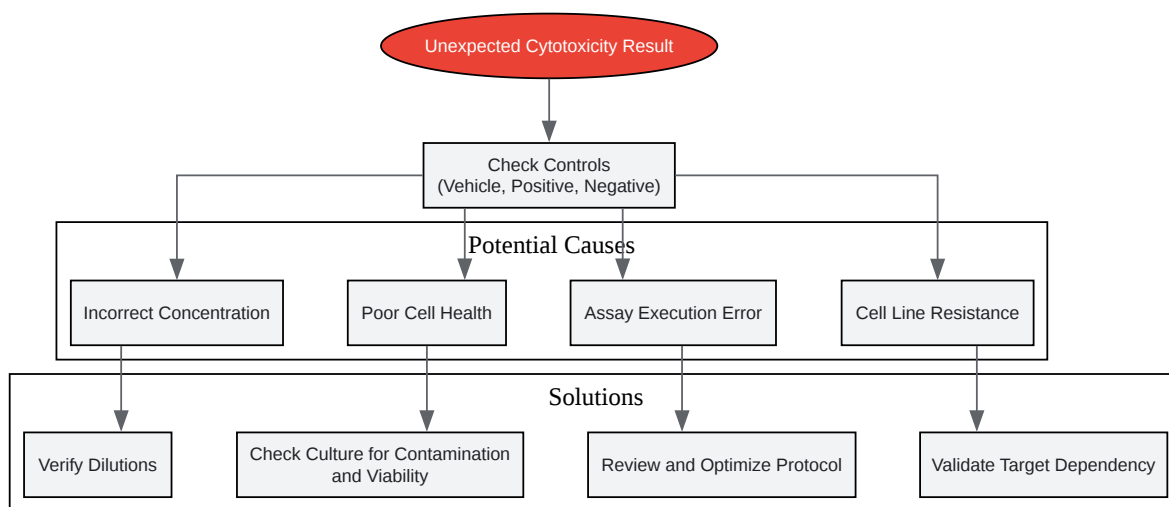 Unexpected Cytotoxicity Result
Check Controls
(Vehicle, Positive, Negative)
Potential Causes
Incorrect Concentration
Poor Cell Health
Assay Execution Error
Cell Line Resistance
Solutions
Verify Dilutions
Check Culture for Contamination
and Viability
Review and Optimize Protocol
Validate Target Dependency